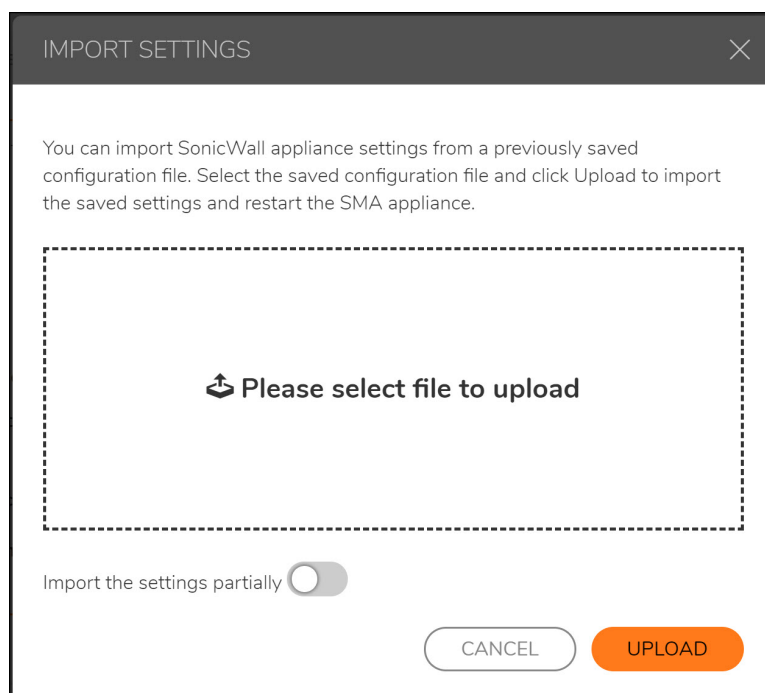 IMPORT SETTINGS
You can import SonicWall appliance settings from a previously saved
configuration file. Select the saved configuration file and click Upload to import
the saved settings and restart the SMA appliance.
Please select file to upload
Import the settings partially
CANCEL
UPLOAD